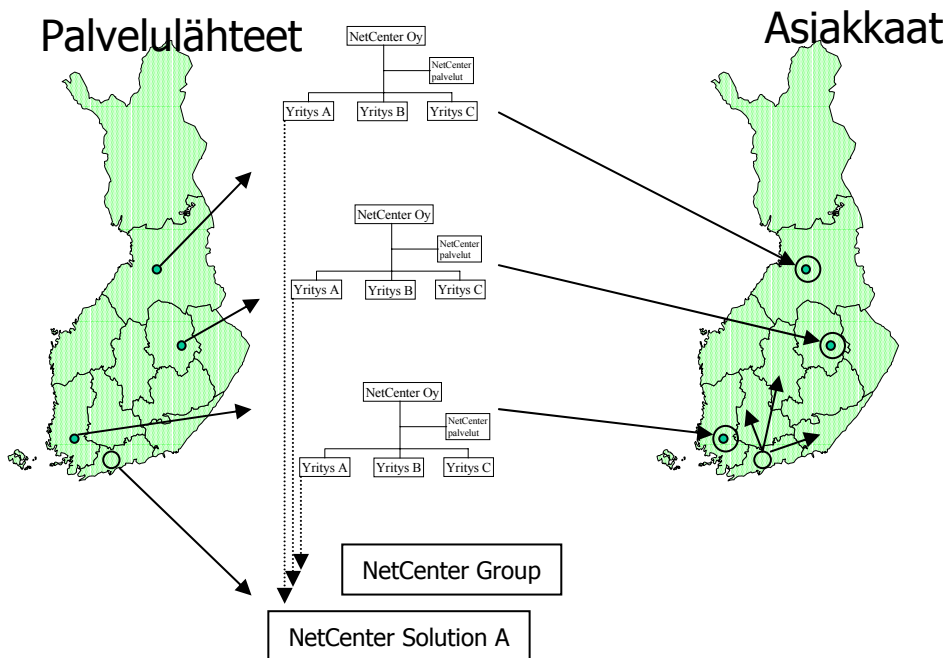 Palvelulähteet
Asiakkaat
NetCenter Oy
NetCenter
palvelut
Yritys A
Yritys B
Yritys C
NetCenter Oy
NetCenter
palvelut
Yritys A
Yritys B
Yritys C
NetCenter Oy
NetCenter
palvelut
Yritys A
Yritys B
Yritys C
NetCenter Group
NetCenter Solution A